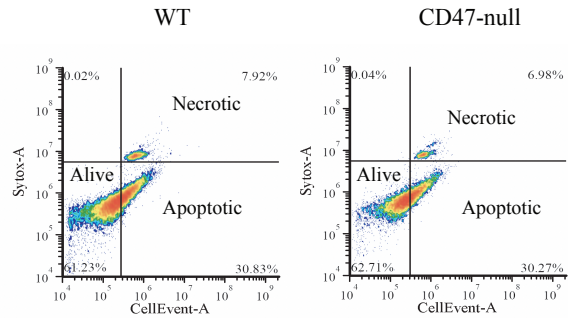 WT
CD47-null
10^9
0.02%
7.92%
10^8
Necrotic
10^7
Alive
10^6
Apoptotic
10^5
10^4
61.23%
30.83%
10^4 10^5 10^6 10^7 10^8 10^9
CellEvent-A
Sytox-A
10^9
0.04%
6.98%
10^8
Necrotic
10^7
Alive
10^6
Apoptotic
10^5
10^4
62.71%
30.27%
10^4 10^5 10^6 10^7 10^8 10^9
CellEvent-A
Sytox-A